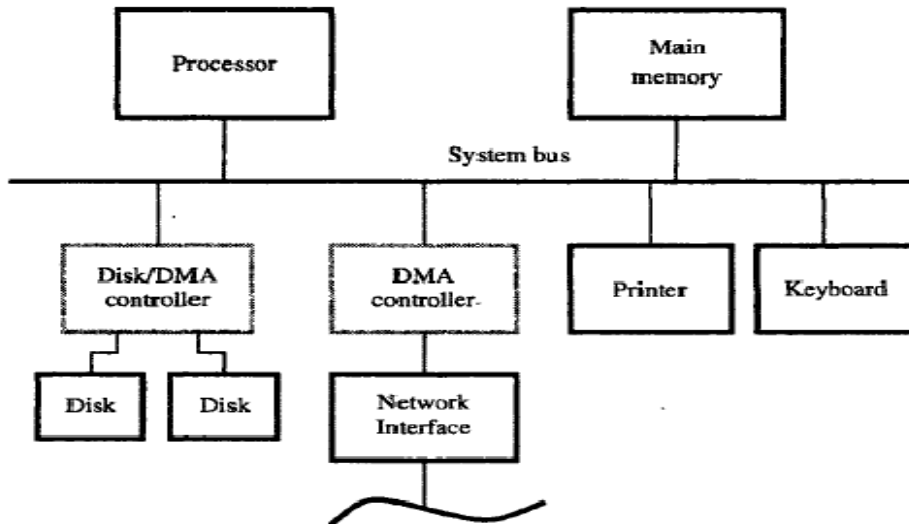 Processor
Main
memory
System bus
Disk/DMA
controller
DMA
controller
Printer
Keyboard
Disk
Disk
Network
Interface